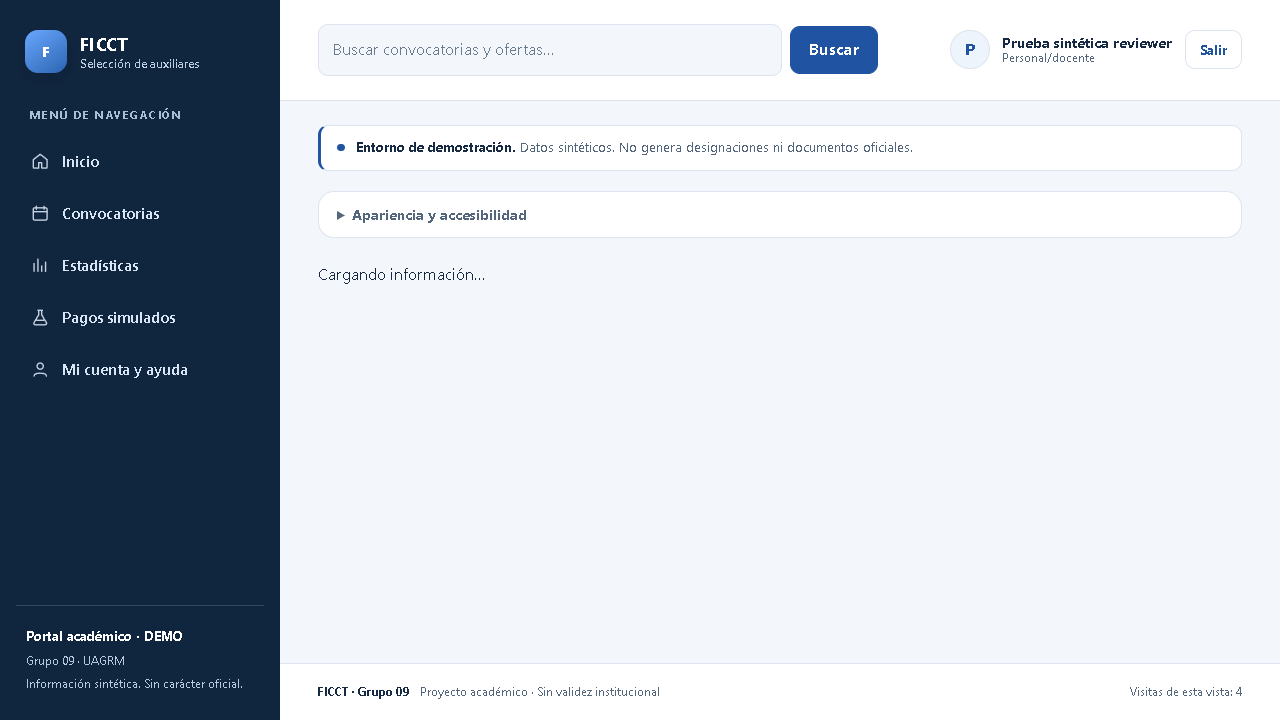 F
FICCT
Selección de auxiliares
MENÚ DE NAVEGACIÓN
Inicio
Convocatorias
Estadísticas
Pagos simulados
Mi cuenta y ayuda
Portal académico · DEMO
Grupo 09 · UAGRM
Información sintética. Sin carácter oficial.
Buscar convocatorias y ofertas...
Buscar
P
Prueba sintética reviewer
Personal/docente
Salir
Entorno de demostración. Datos sintéticos. No genera designaciones ni documentos oficiales.
Apariencia y accesibilidad
Cargando información...
FICCT · Grupo 09 Proyecto académico · Sin validez institucional
Visitas de esta vista: 4